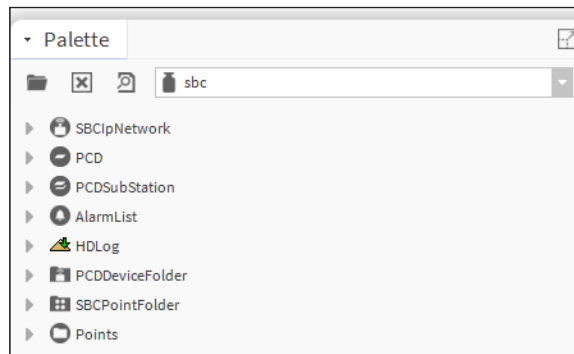 Palette
sbc
SBCIpNetwork
PCD
PCDSubStation
AlarmList
HDLog
PCDDeviceFolder
SBCPointFolder
Points